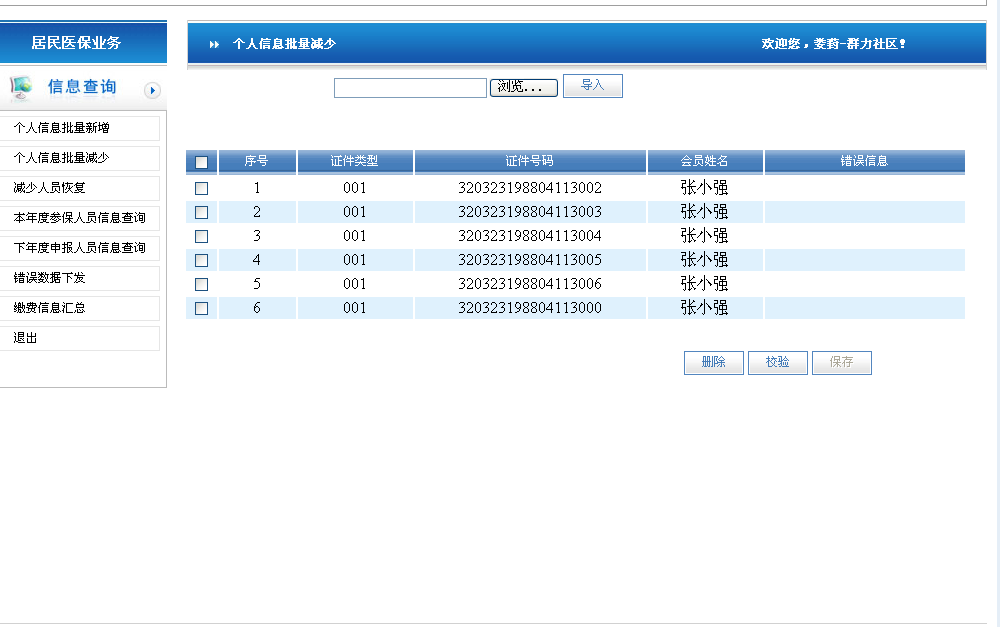 居民医保业务
个人信息批量减少
欢迎您，娄葑-群力社区！
信息查询
浏览...
导入
个人信息批量新增
个人信息批量减少
减少人员恢复
本年度参保人员信息查询
下年度申报人员信息查询
错误数据下发
缴费信息汇总
退出
序号 证件类型 证件号码 会员姓名 错误信息
1 001 320323198804113002 张小强
2 001 320323198804113003 张小强
3 001 320323198804113004 张小强
4 001 320323198804113005 张小强
5 001 320323198804113006 张小强
6 001 320323198804113000 张小强
删除 校验 保存